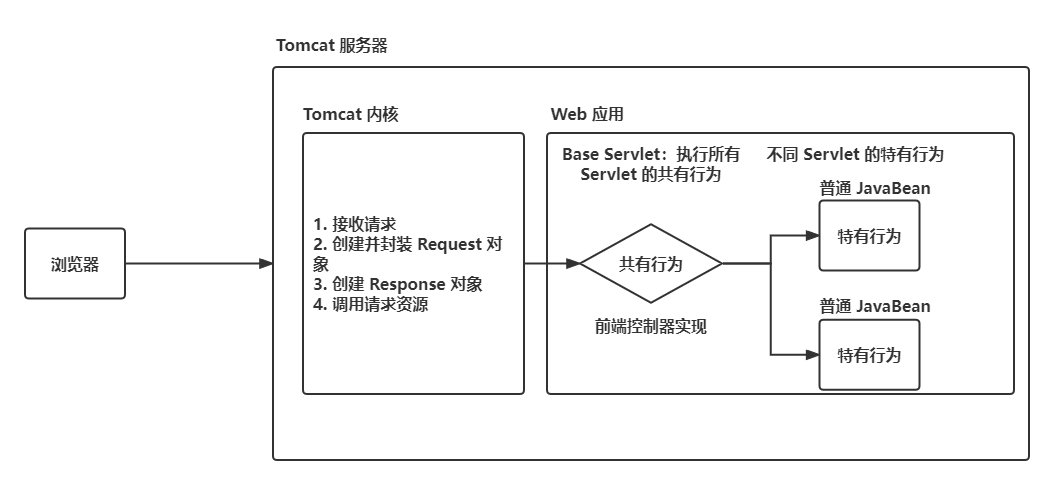 Tomcat 服务器
Tomcat 内核
Web 应用
Base Servlet：执行所有
Servlet 的共有行为
不同 Servlet 的特有行为
普通 JavaBean
特有行为
1. 接收请求
2. 创建并封装 Request 对
象
3. 创建 Response 对象
4. 调用请求资源
浏览器
共有行为
前端控制器实现
普通 JavaBean
特有行为